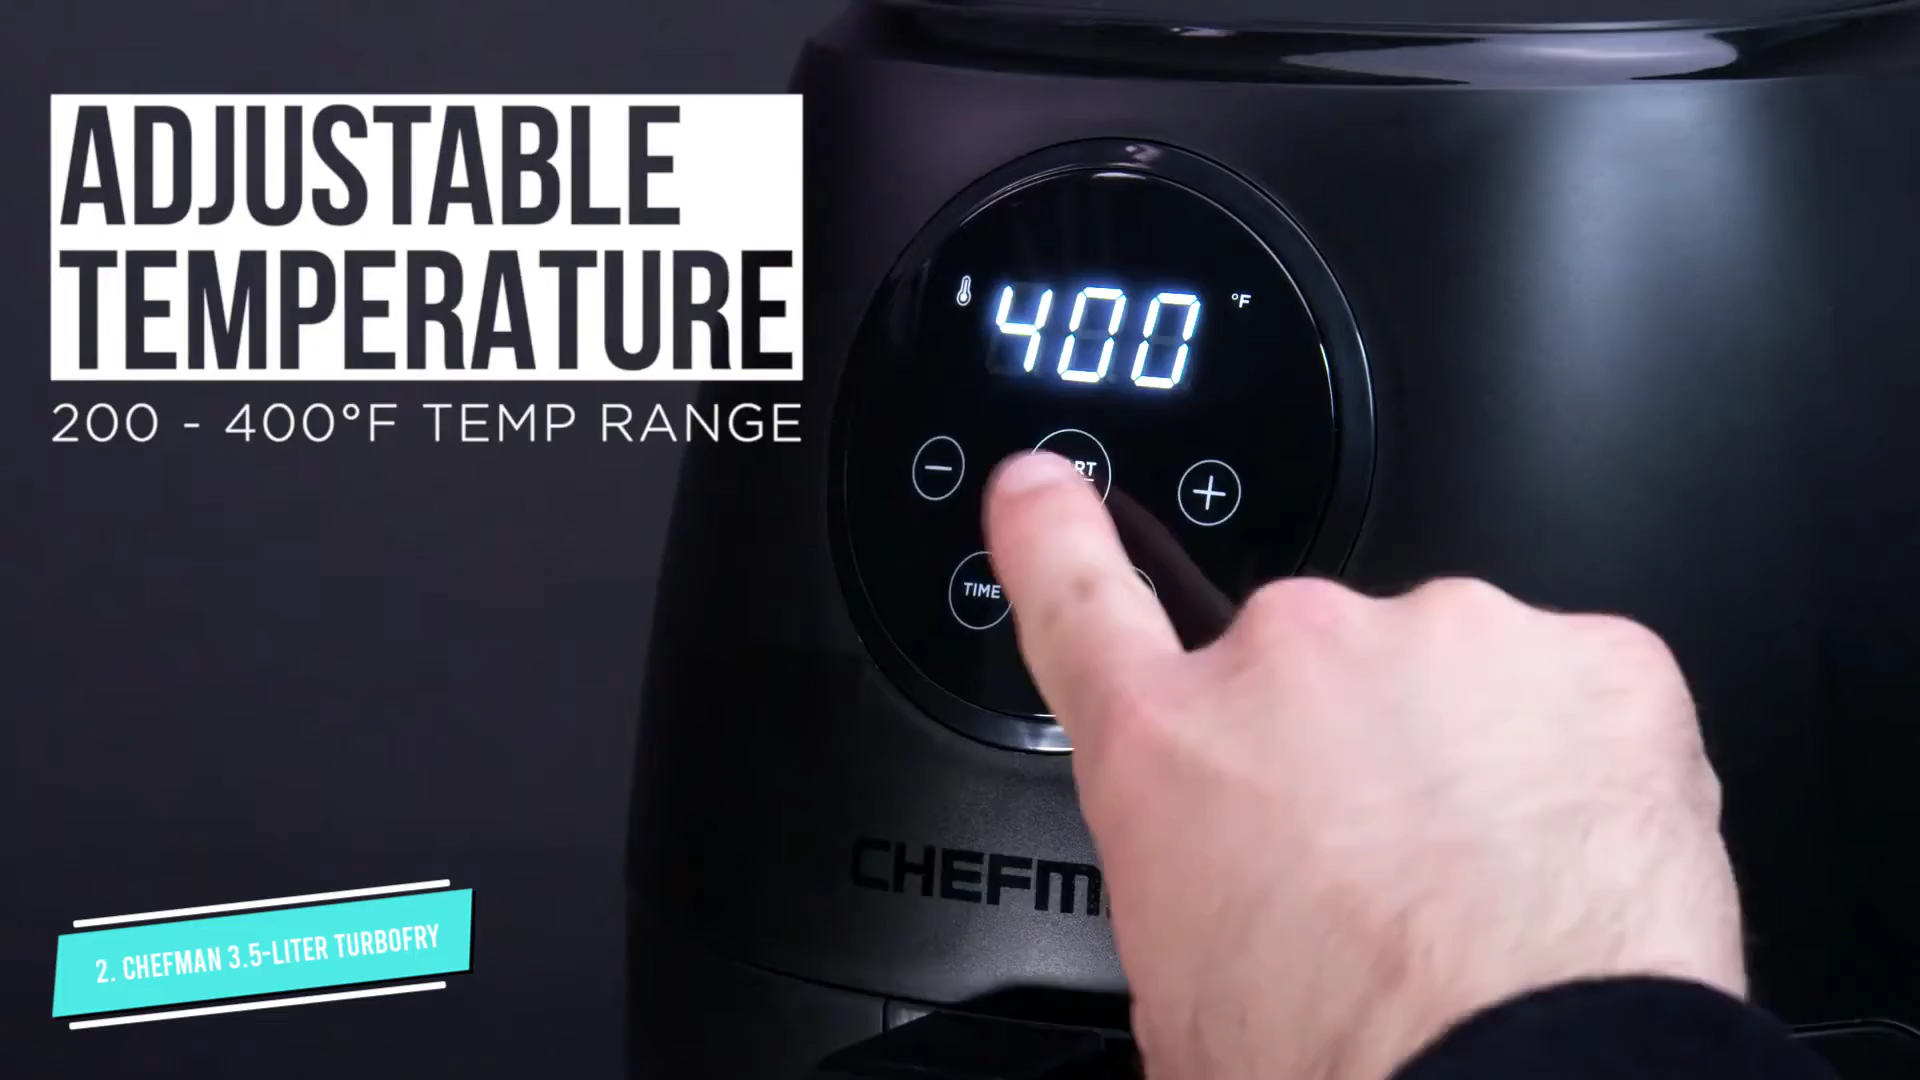 ADJUSTABLE
TEMPERATURE
200 - 400°F TEMP RANGE
400 °F
TIME
2. CHEFMAN 3.5-LITER TURBOFRY